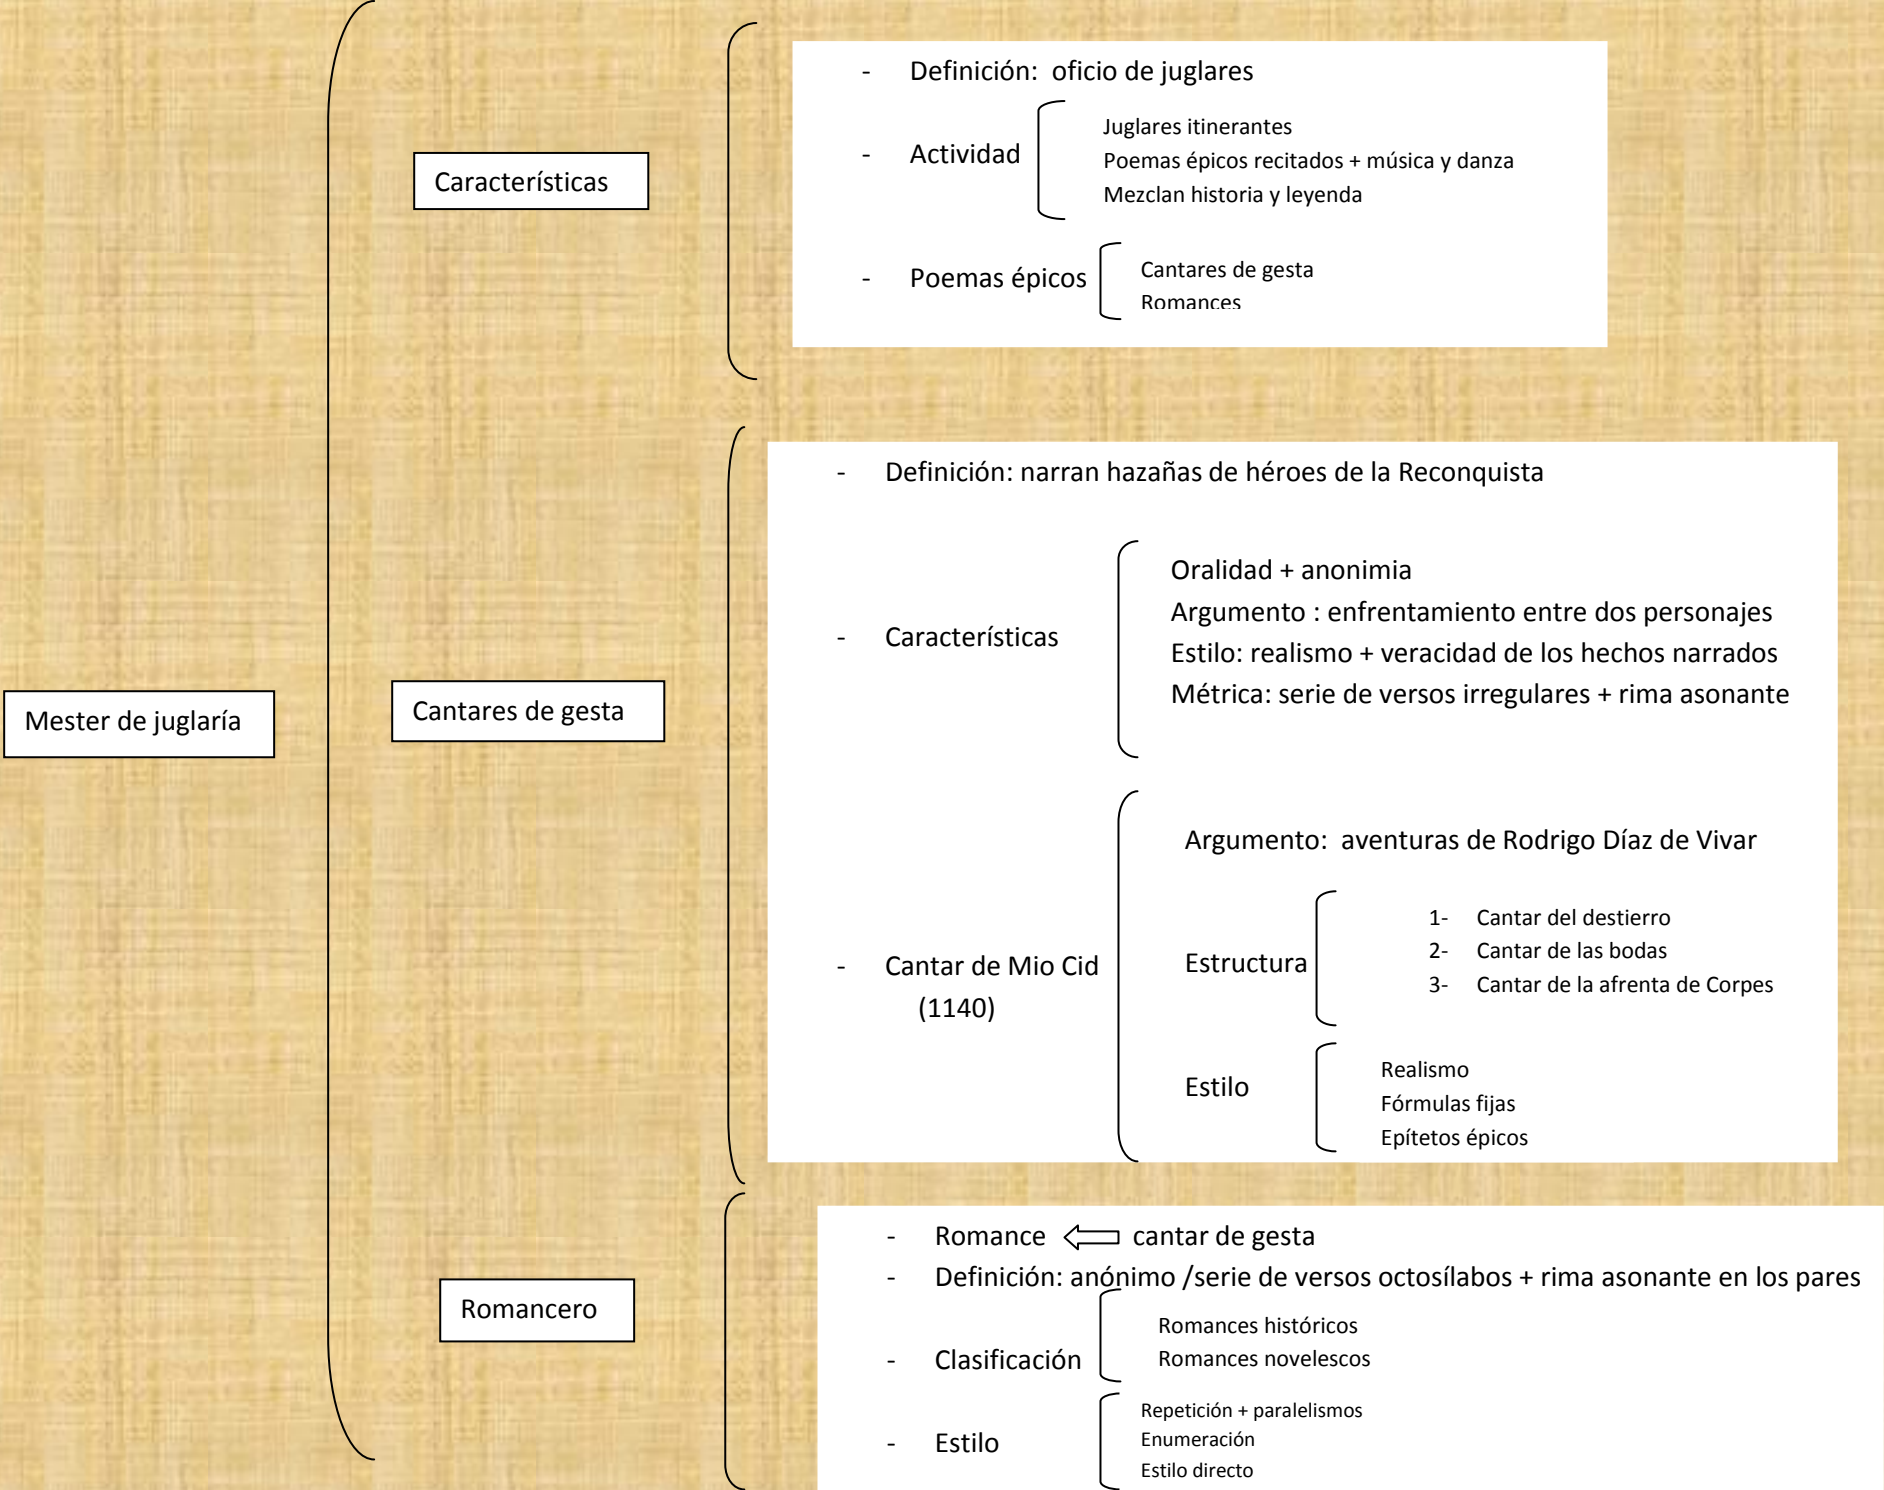 Mester de juglaría
Características
- Definición: oficio de juglares
- Actividad
Juglares itinerantes
Poemas épicos recitados + música y danza
Mezclan historia y leyenda
- Poemas épicos
Cantares de gesta
Romances
Cantares de gesta
- Definición: narran hazañas de héroes de la Reconquista
- Características
Oralidad + anonimia
Argumento : enfrentamiento entre dos personajes
Estilo: realismo + veracidad de los hechos narrados
Métrica: serie de versos irregulares + rima asonante
- Cantar de Mio Cid
(1140)
Argumento: aventuras de Rodrigo Díaz de Vivar
Estructura
1- Cantar del destierro
2- Cantar de las bodas
3- Cantar de la afrenta de Corpes
Estilo
Realismo
Fórmulas fijas
Epítetos épicos
Romancero
- Romance cantar de gesta
- Definición: anónimo /serie de versos octosílabos + rima asonante en los pares
- Clasificación
Romances históricos
Romances novelescos
- Estilo
Repetición + paralelismos
Enumeración
Estilo directo